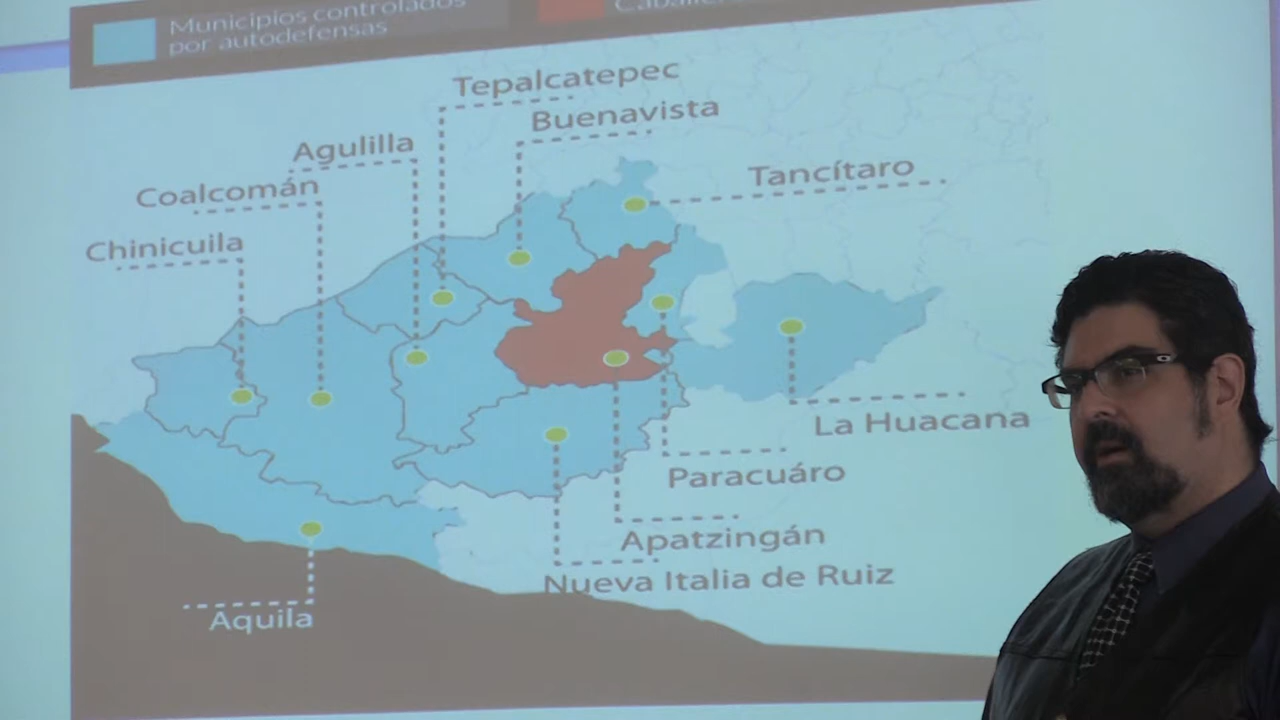 Municipios controlados
por autodefensas
Tepalcatepec
Buenavista
Agulilla
Tancítaro
Coalcomán
Chinicuila
La Huacana
Paracuáro
Apatzingán
Nueva Italia de Ruiz
Aquila